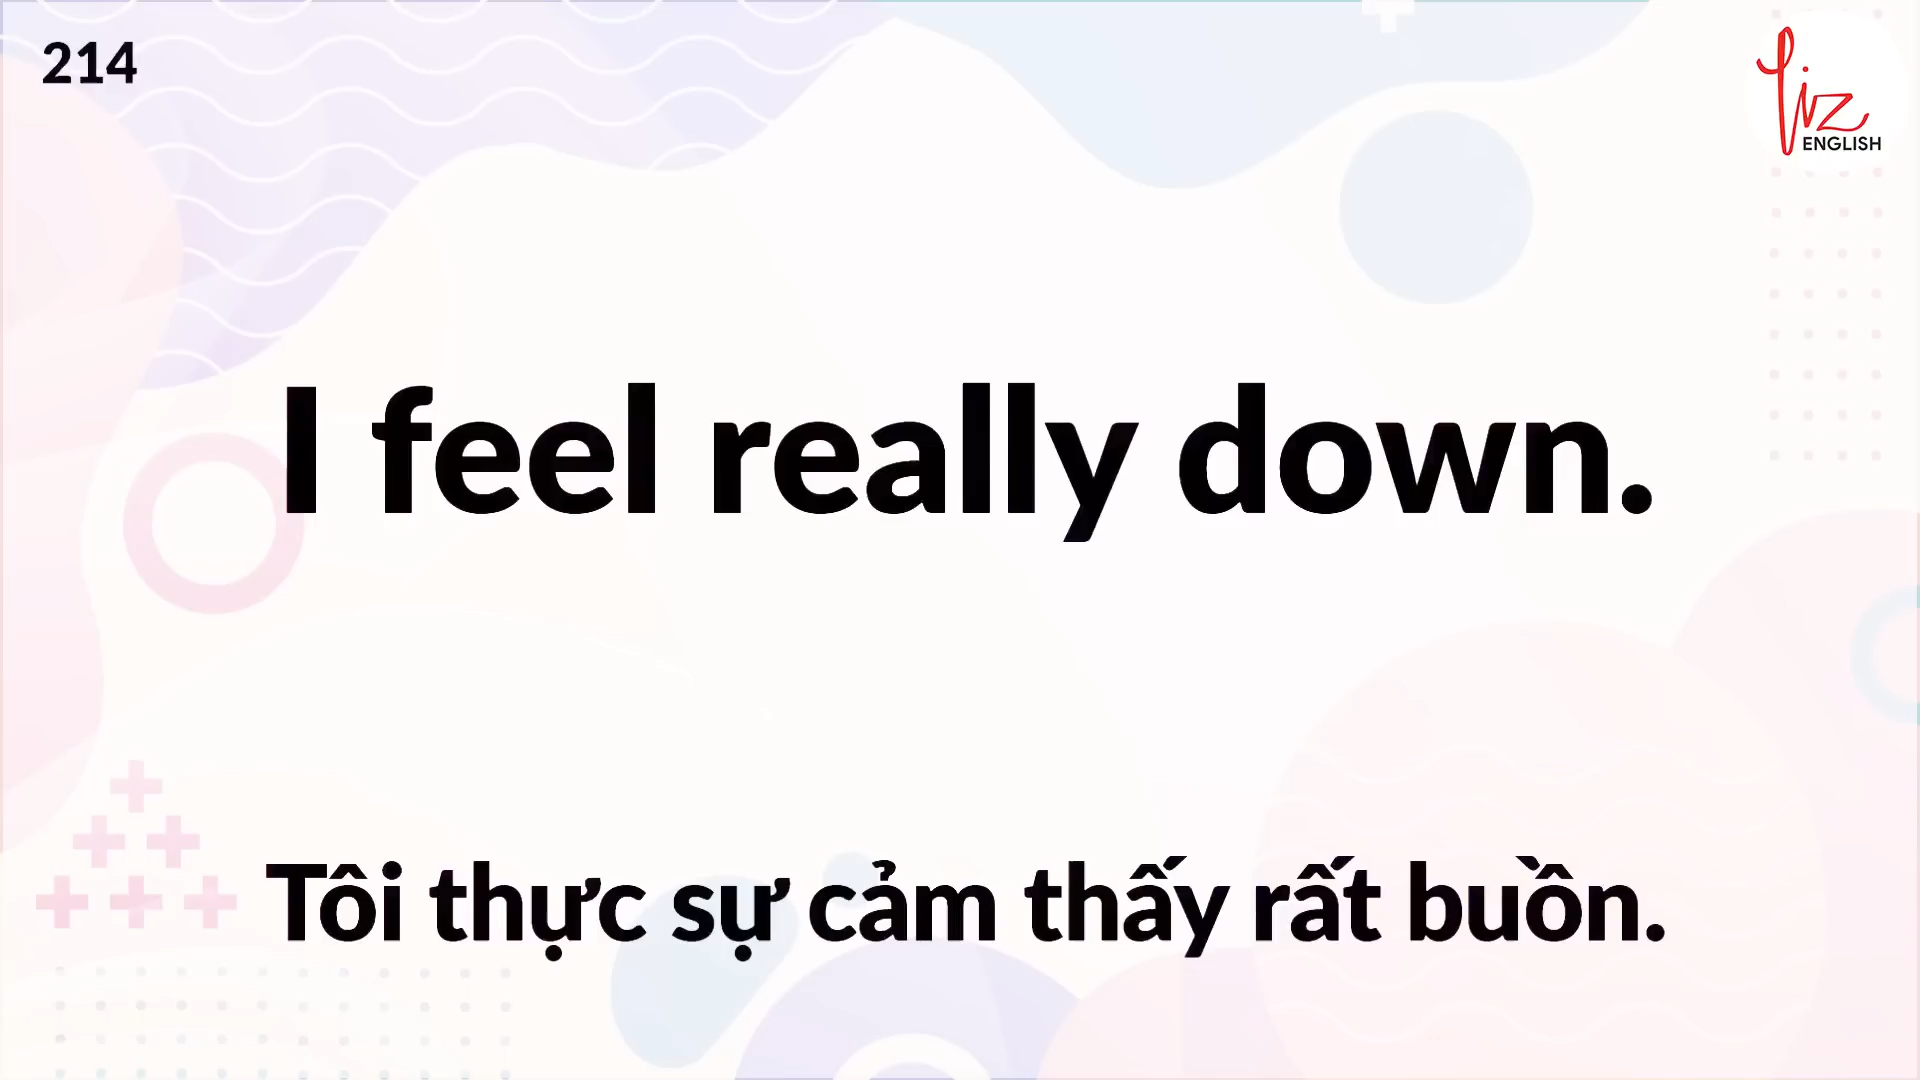 214
Liz
ENGLISH
I feel really down.
Tôi thực sự cảm thấy rất buồn.